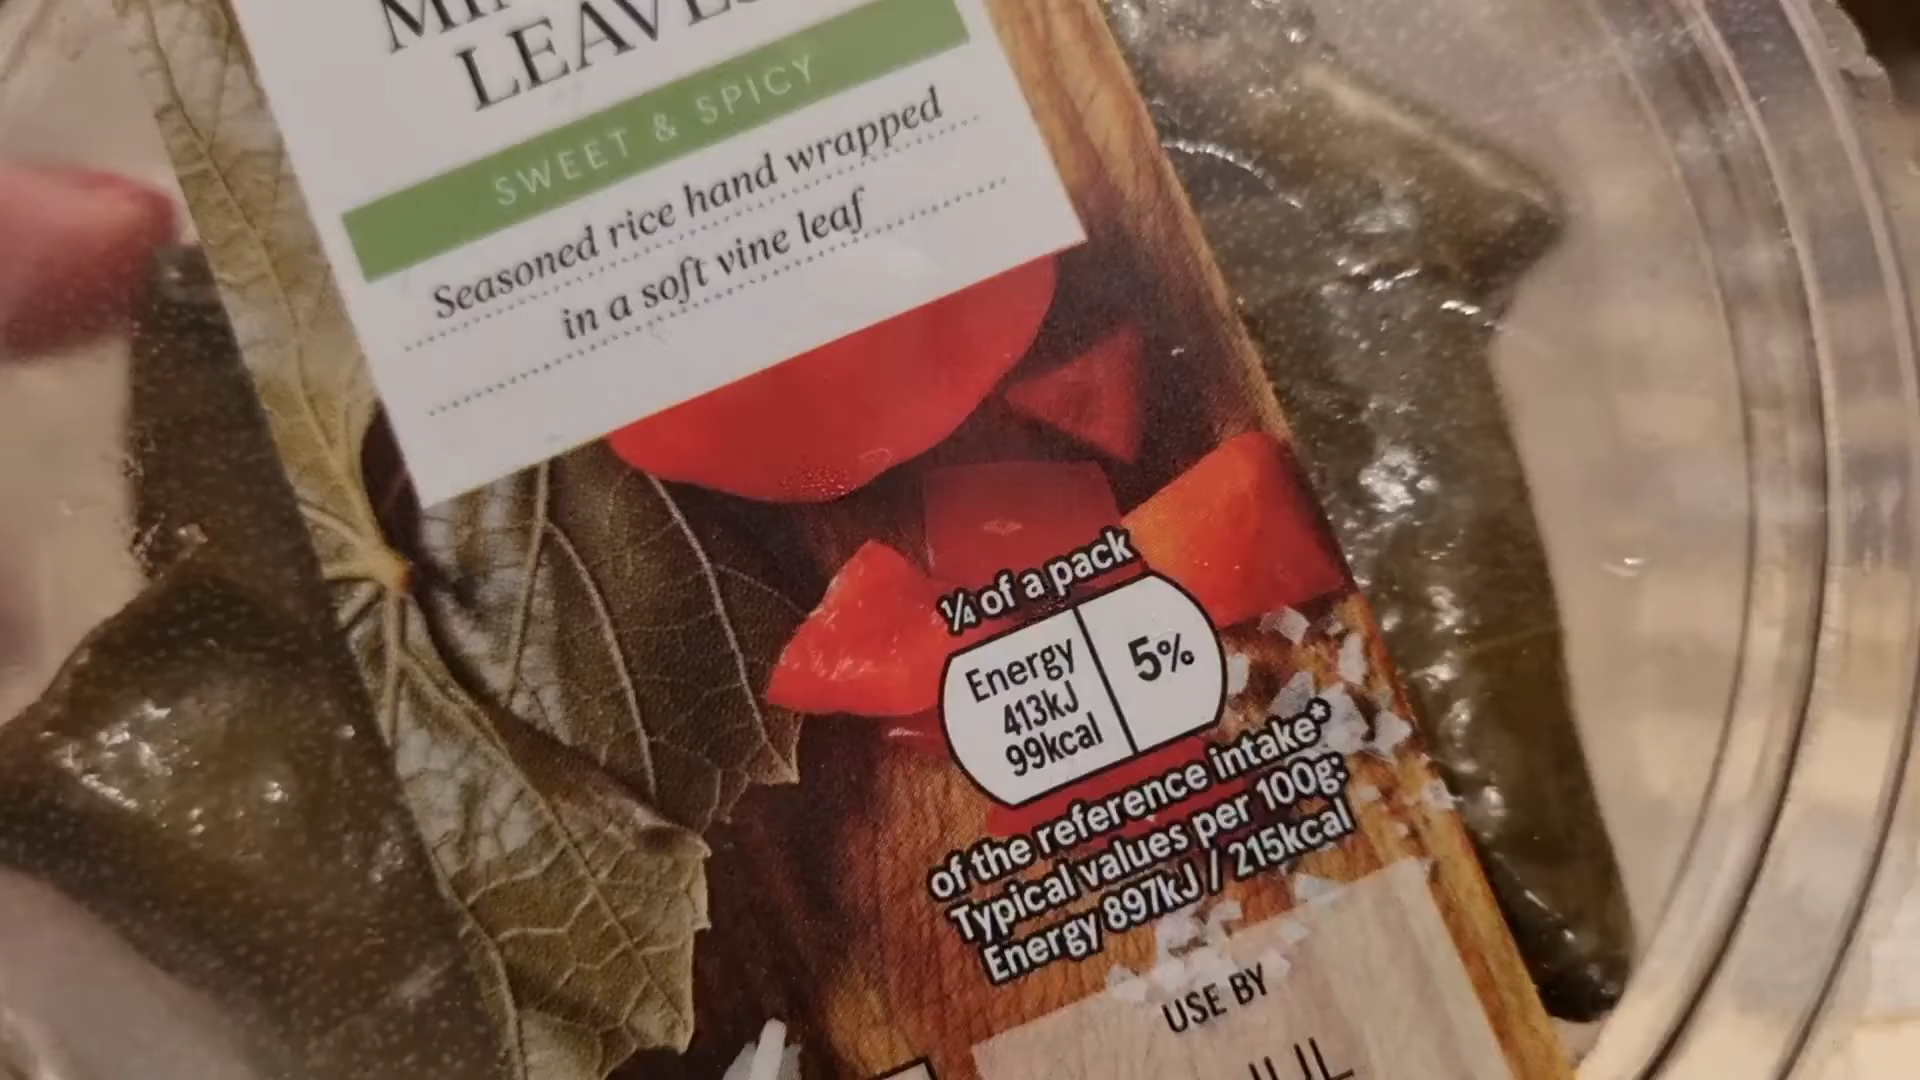 LEAVES
SWEET & SPICY
Seasoned rice hand wrapped
in a soft vine leaf
¼ of a pack
Energy
413kJ
99kcal
5%
of the reference intake*
Typical values per 100g:
Energy 897kJ / 215kcal
USE BY
JUL